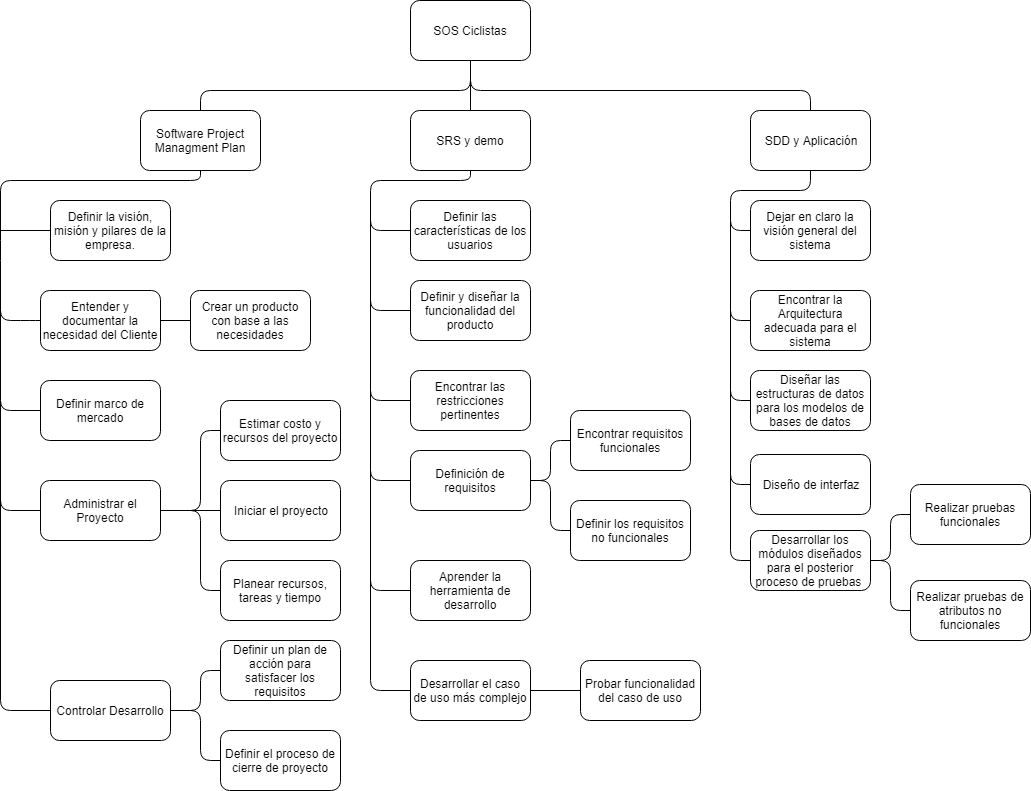 SOS Ciclistas
Software Project
Managment Plan
Definir la visión,
misión y pilares de la
empresa.
Entender y
documentar la
necesidad del Cliente
Crear un producto
con base a las
necesidades
Definir marco de
mercado
Administrar el
Proyecto
Estimar costo y
recursos del proyecto
Iniciar el proyecto
Planear recursos,
tareas y tiempo
Controlar Desarrollo
Definir un plan de
acción para
satisfacer los
requisitos
Definir el proceso de
cierre de proyecto
SRS y demo
Definir las
características de los
usuarios
Definir y diseñar la
funcionalidad del
producto
Encontrar las
restricciones
pertinentes
Definición de
requisitos
Encontrar requisitos
funcionales
Definir los requisitos
no funcionales
Aprender la
herramienta de
desarrollo
Desarrollar el caso
de uso más complejo
Probar funcionalidad
del caso de uso
SDD y Aplicación
Dejar en claro la
visión general del
sistema
Encontrar la
Arquitectura
adecuada para el
sistema
Diseñar las
estructuras de datos
para los modelos de
bases de datos
Diseño de interfaz
Desarrollar los
módulos diseñados
para el posterior
proceso de pruebas
Realizar pruebas
funcionales
Realizar pruebas de
atributos no
funcionales